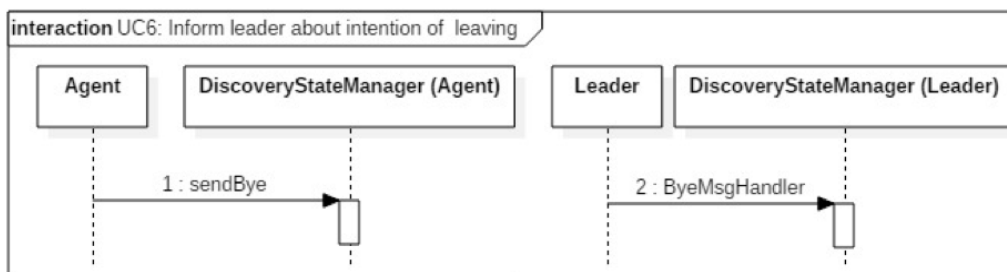 interaction UC6: Inform leader about intention of leaving
Agent
DiscoveryStateManager (Agent)
Leader
DiscoveryStateManager (Leader)
1 : sendBye
2 : ByeMsgHandler